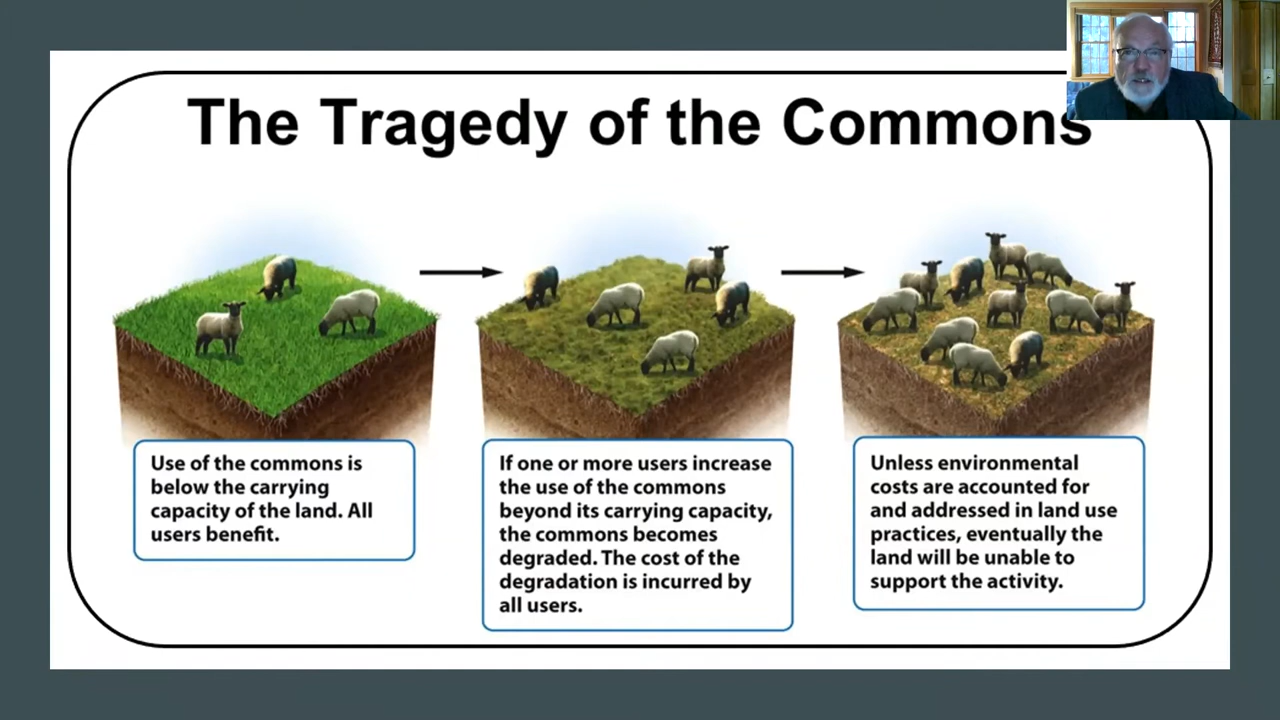 The Tragedy of the Commons
Use of the commons is
below the carrying
capacity of the land. All
users benefit.
If one or more users increase
the use of the commons
beyond its carrying capacity,
the commons becomes
degraded. The cost of the
degradation is incurred by
all users.
Unless environmental
costs are accounted for
and addressed in land use
practices, eventually the
land will be unable to
support the activity.